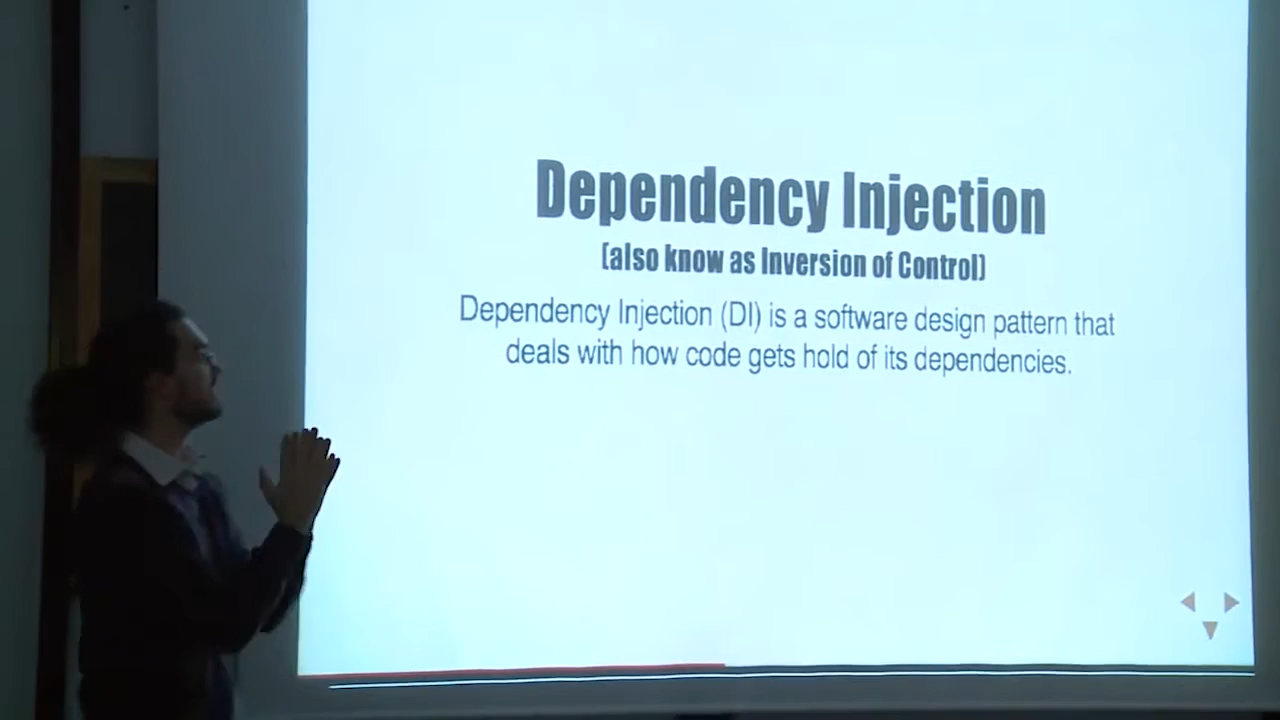 Dependency Injection
(also know as Inversion of Control)
Dependency Injection (DI) is a software design pattern that
deals with how code gets hold of its dependencies.